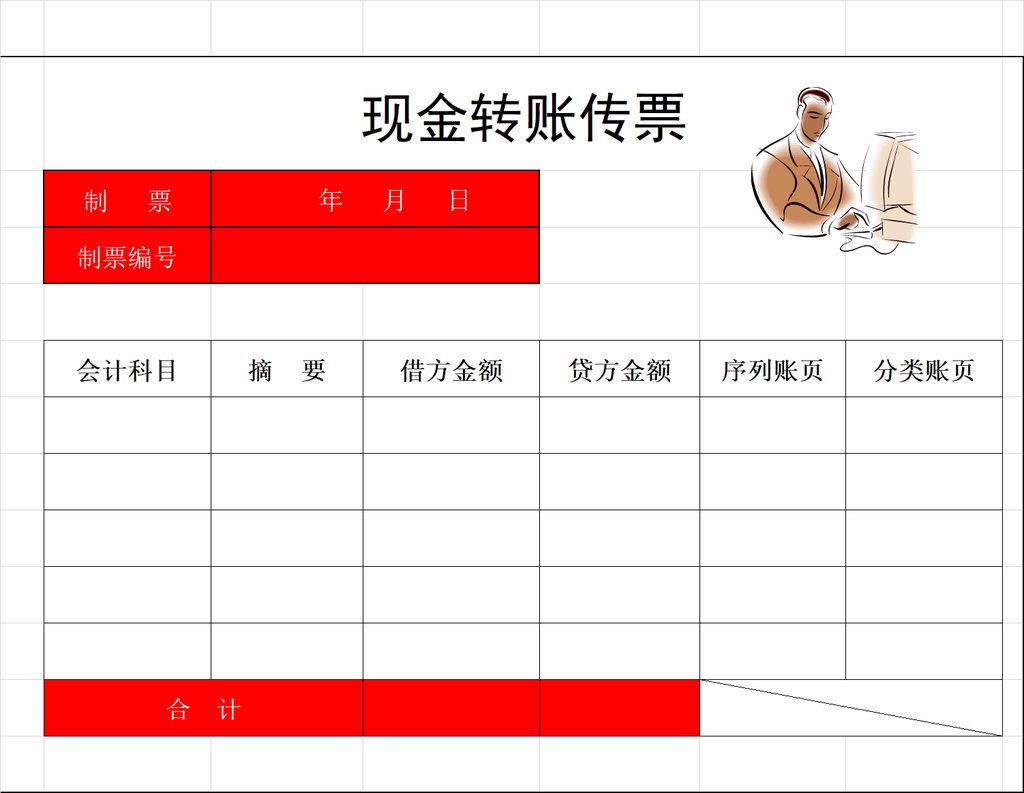 现金转账传票
制 票 年 月 日
制票编号
会计科目 摘 要 借方金额 贷方金额 序列账页 分类账页
合 计